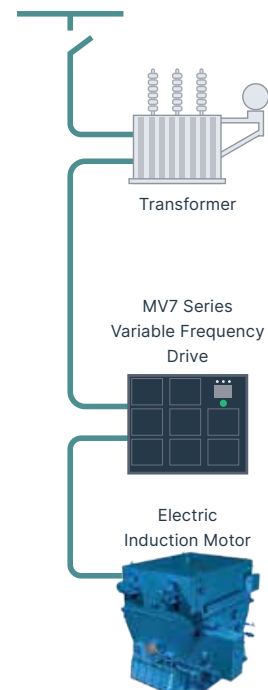 Transformer
MV7 Series
Variable Frequency
Drive
Electric
Induction Motor